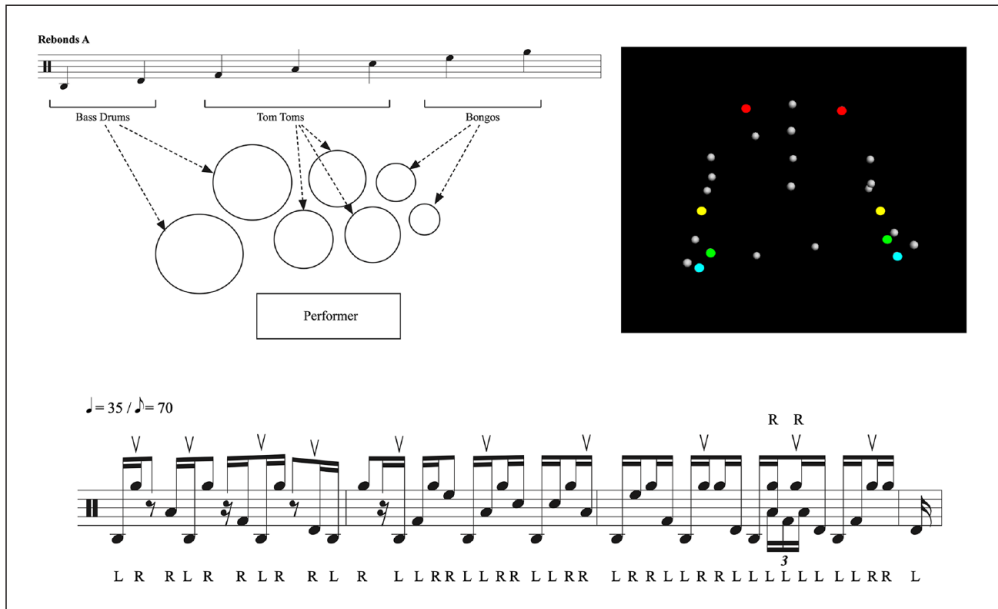 Rebonds A
Bass Drums Tom Toms Bongos
Performer
♩= 35 / ♪= 70
R R
3
L R R L R R L R R L R L L R R L L R R L L R R L R R L L R R L L L L L L L L R R L